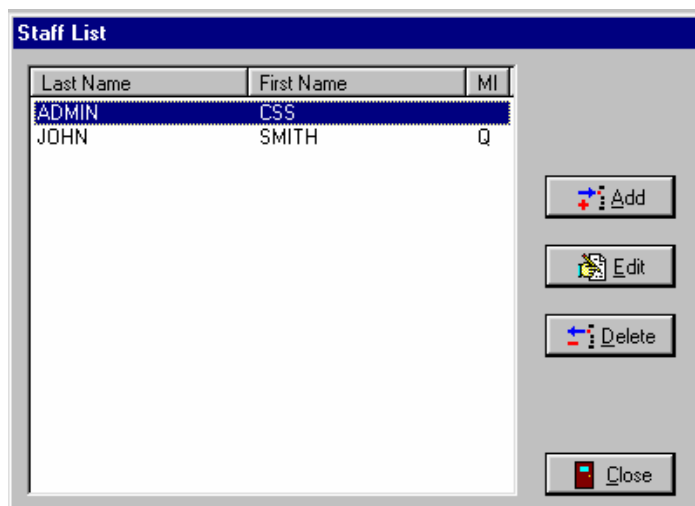 Staff List
Last Name First Name MI
ADMIN CSS
JOHN SMITH Q
Add
Edit
Delete
Close